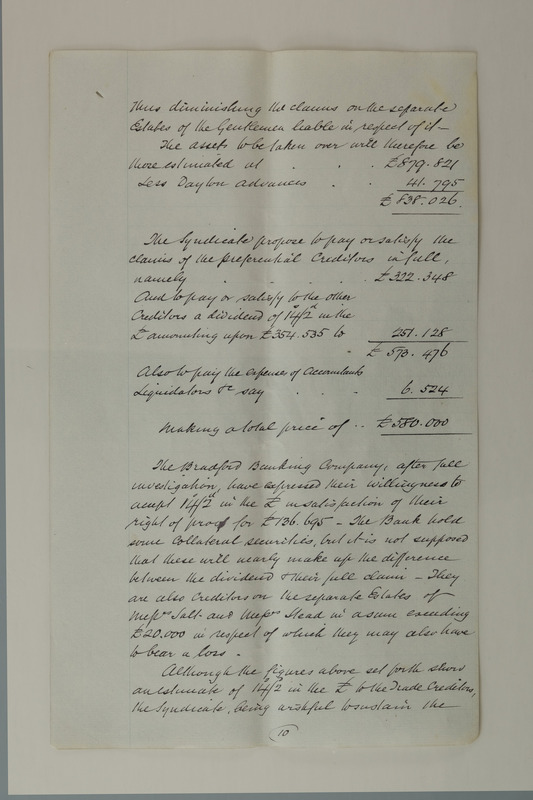 thus diminishing the claims on the separate
Estates of the Gentlemen liable in respect of it —
The assets to be taken over will therefore be
those estimated at . . . £879.821
Less Dayton advances . . 41.795
£838.026.
The Syndicate propose to pay or satisfy the
claims of the preferential Creditors in full,
namely . . . . £322.348
And to pay or satisfy to the other
Creditors a dividend of 14/2 in the
£ amounting upon £354.535 to 251.128
" £573.476
Also to pay the expenses of Accountants
Liquidators &c say . . . 6.524
Making a total price of .. £580.000
The Bradford Banking Company, after full
investigation, have expressed their willingness to
accept 14/2 in the £ in satisfaction of their
right of proof for £136.695 — The Bank hold
some Collateral securities, but it is not supposed
that these will nearly make up the difference
between the dividend & their full claim — They
are also Creditors on the separate Estates of
Messrs Salt and Messrs Stead in a sum exceeding
£20.000 in respect of which they may also have
to bear a loss.
Although the figures above set forth show
an estimate of 14/2 in the £ to the Trade Creditors,
the Syndicate, being wishful to sustain the
10